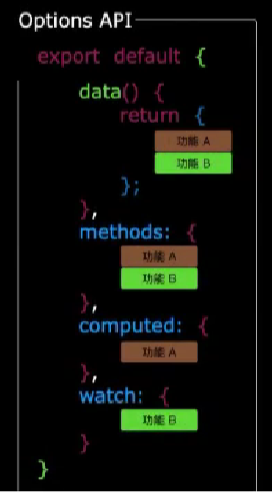 Options API
export default {
data() {
return {
功能 A
功能 B
};
},
methods: {
功能 A
功能 B
},
computed: {
功能 A
},
watch: {
功能 B
}
}